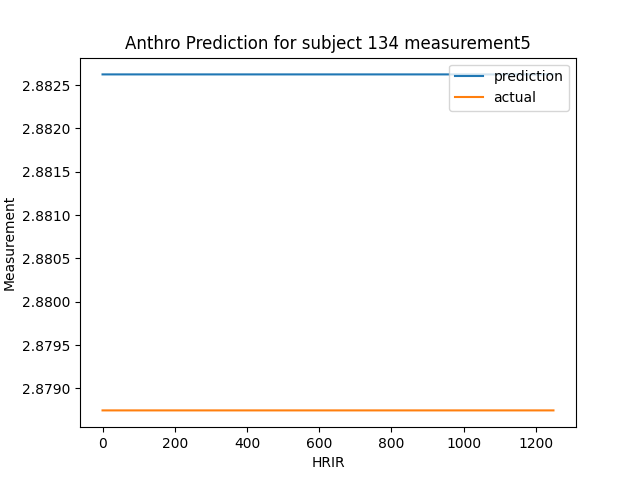 Anthro Prediction for subject 134 measurement5
prediction
actual
2.8825
2.8820
2.8815
2.8810
2.8805
2.8800
2.8795
2.8790
Measurement
0 200 400 600 800 1000 1200
HRIR